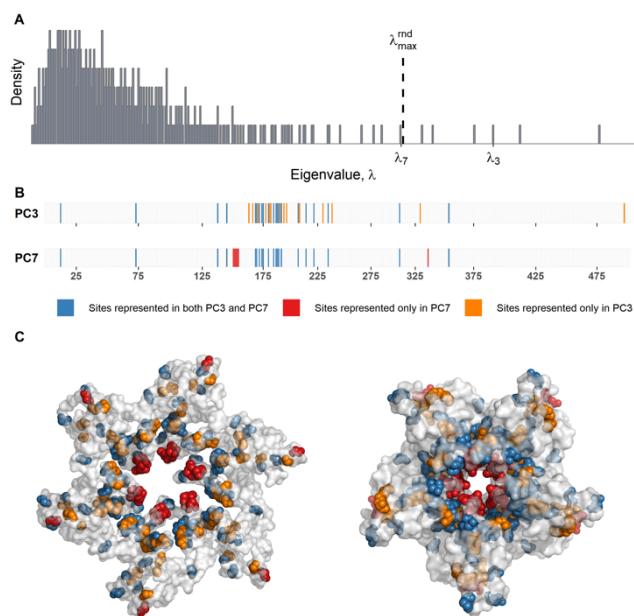 A
λmaxrnd
Density
λ7
λ-3
Eigenvalue, λ
B
PC3
PC7
25 75 125 175 225 275 325 375 425 475
Sites represented in both PC3 and PC7 Sites represented only in PC7 Sites represented only in PC3
C